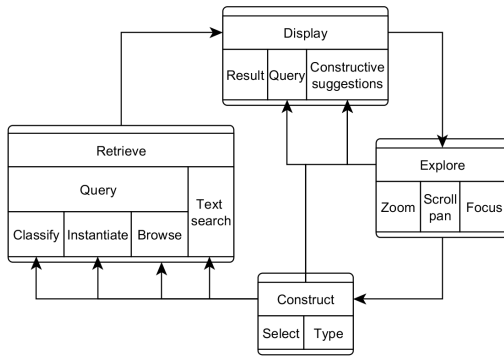 Display
Result
Query
Constructive
suggestions
Retrieve
Query
Text
search
Classify
Instantiate
Browse
Explore
Zoom
Scroll
pan
Focus
Construct
Select
Type